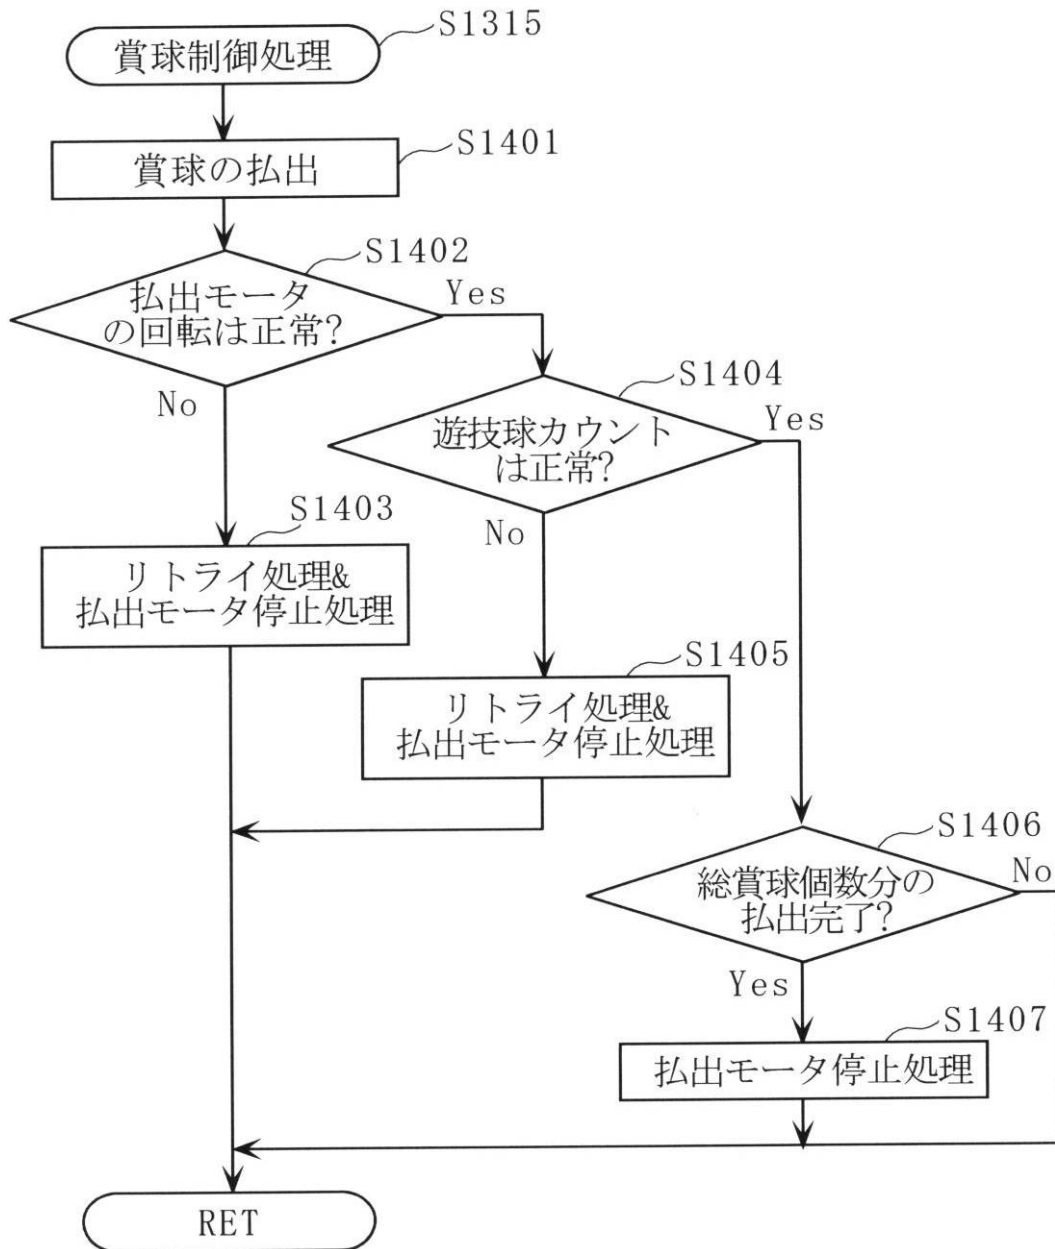 S1315
賞球制御処理
S1401
賞球の払出
S1402
払出モータ
の回転は正常?
Yes
No
S1404
遊技球カウント
は正常?
Yes
No
S1403
リトライ処理&
払出モータ停止処理
S1405
リトライ処理&
払出モータ停止処理
S1406
総賞球個数分の
払出完了?
No
Yes
S1407
払出モータ停止処理
RET